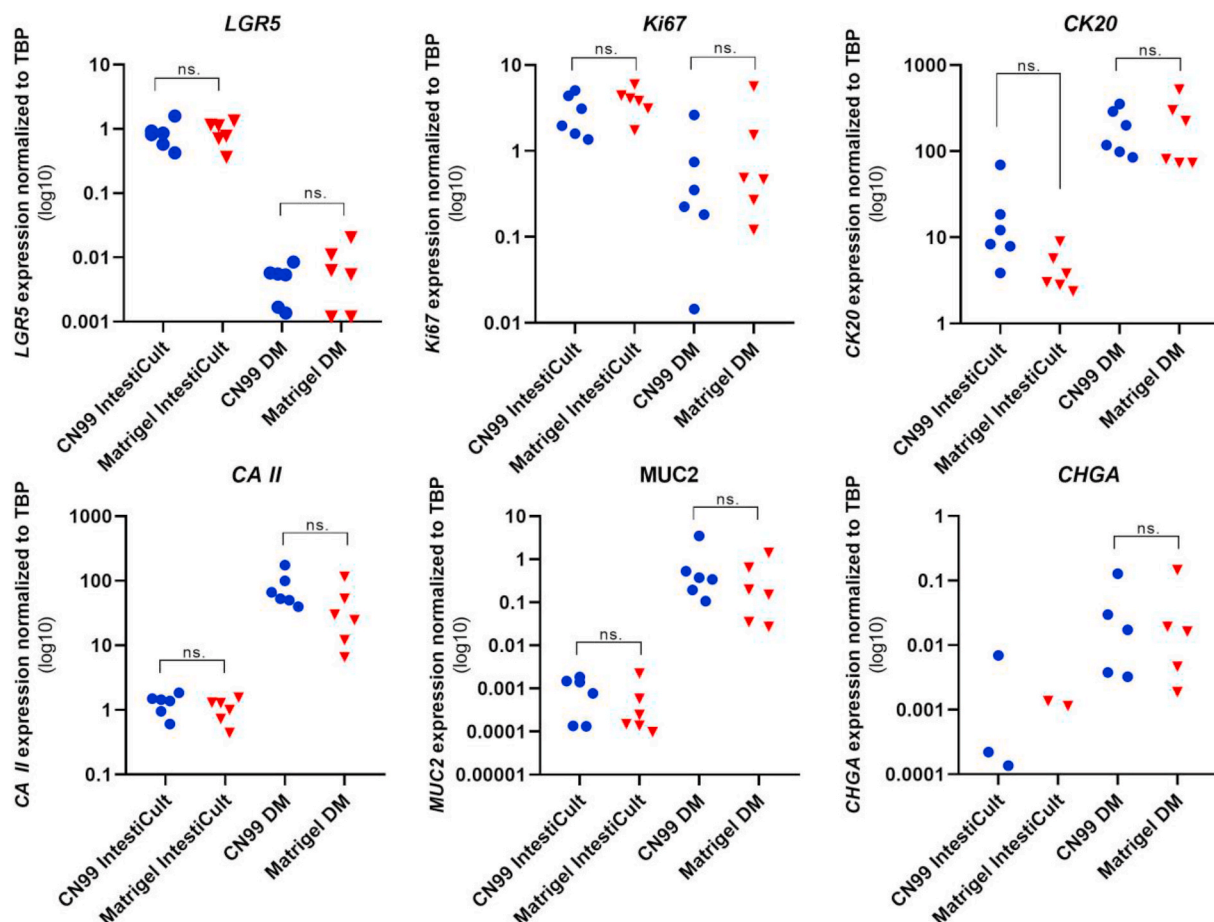 LGR5
LGR5 expression normalized to TBP
(log10)
10
1
0.1
0.01
0.001
ns.
ns.
CN99 IntestiCult
Matrigel IntestiCult
CN99 DM
Matrigel DM
Ki67
Ki67 expression normalized to TBP
(log10)
10
1
0.1
0.01
ns.
ns.
CN99 IntestiCult
Matrigel IntestiCult
CN99 DM
Matrigel DM
CK20
CK20 expression normalized to TBP
(log10)
1000
100
10
1
ns.
ns.
CN99 IntestiCult
Matrigel IntestiCult
CN99 DM
Matrigel DM
CA II
CA II expression normalized to TBP
(log10)
1000
100
10
1
0.1
ns.
ns.
CN99 IntestiCult
Matrigel IntestiCult
CN99 DM
Matrigel DM
MUC2
MUC2 expression normalized to TBP
(log10)
10
1
0.1
0.01
0.001
0.0001
0.00001
ns.
ns.
CN99 IntestiCult
Matrigel IntestiCult
CN99 DM
Matrigel DM
CHGA
CHGA expression normalized to TBP
(log10)
1
0.1
0.01
0.001
0.0001
ns.
CN99 IntestiCult
Matrigel IntestiCult
CN99 DM
Matrigel DM